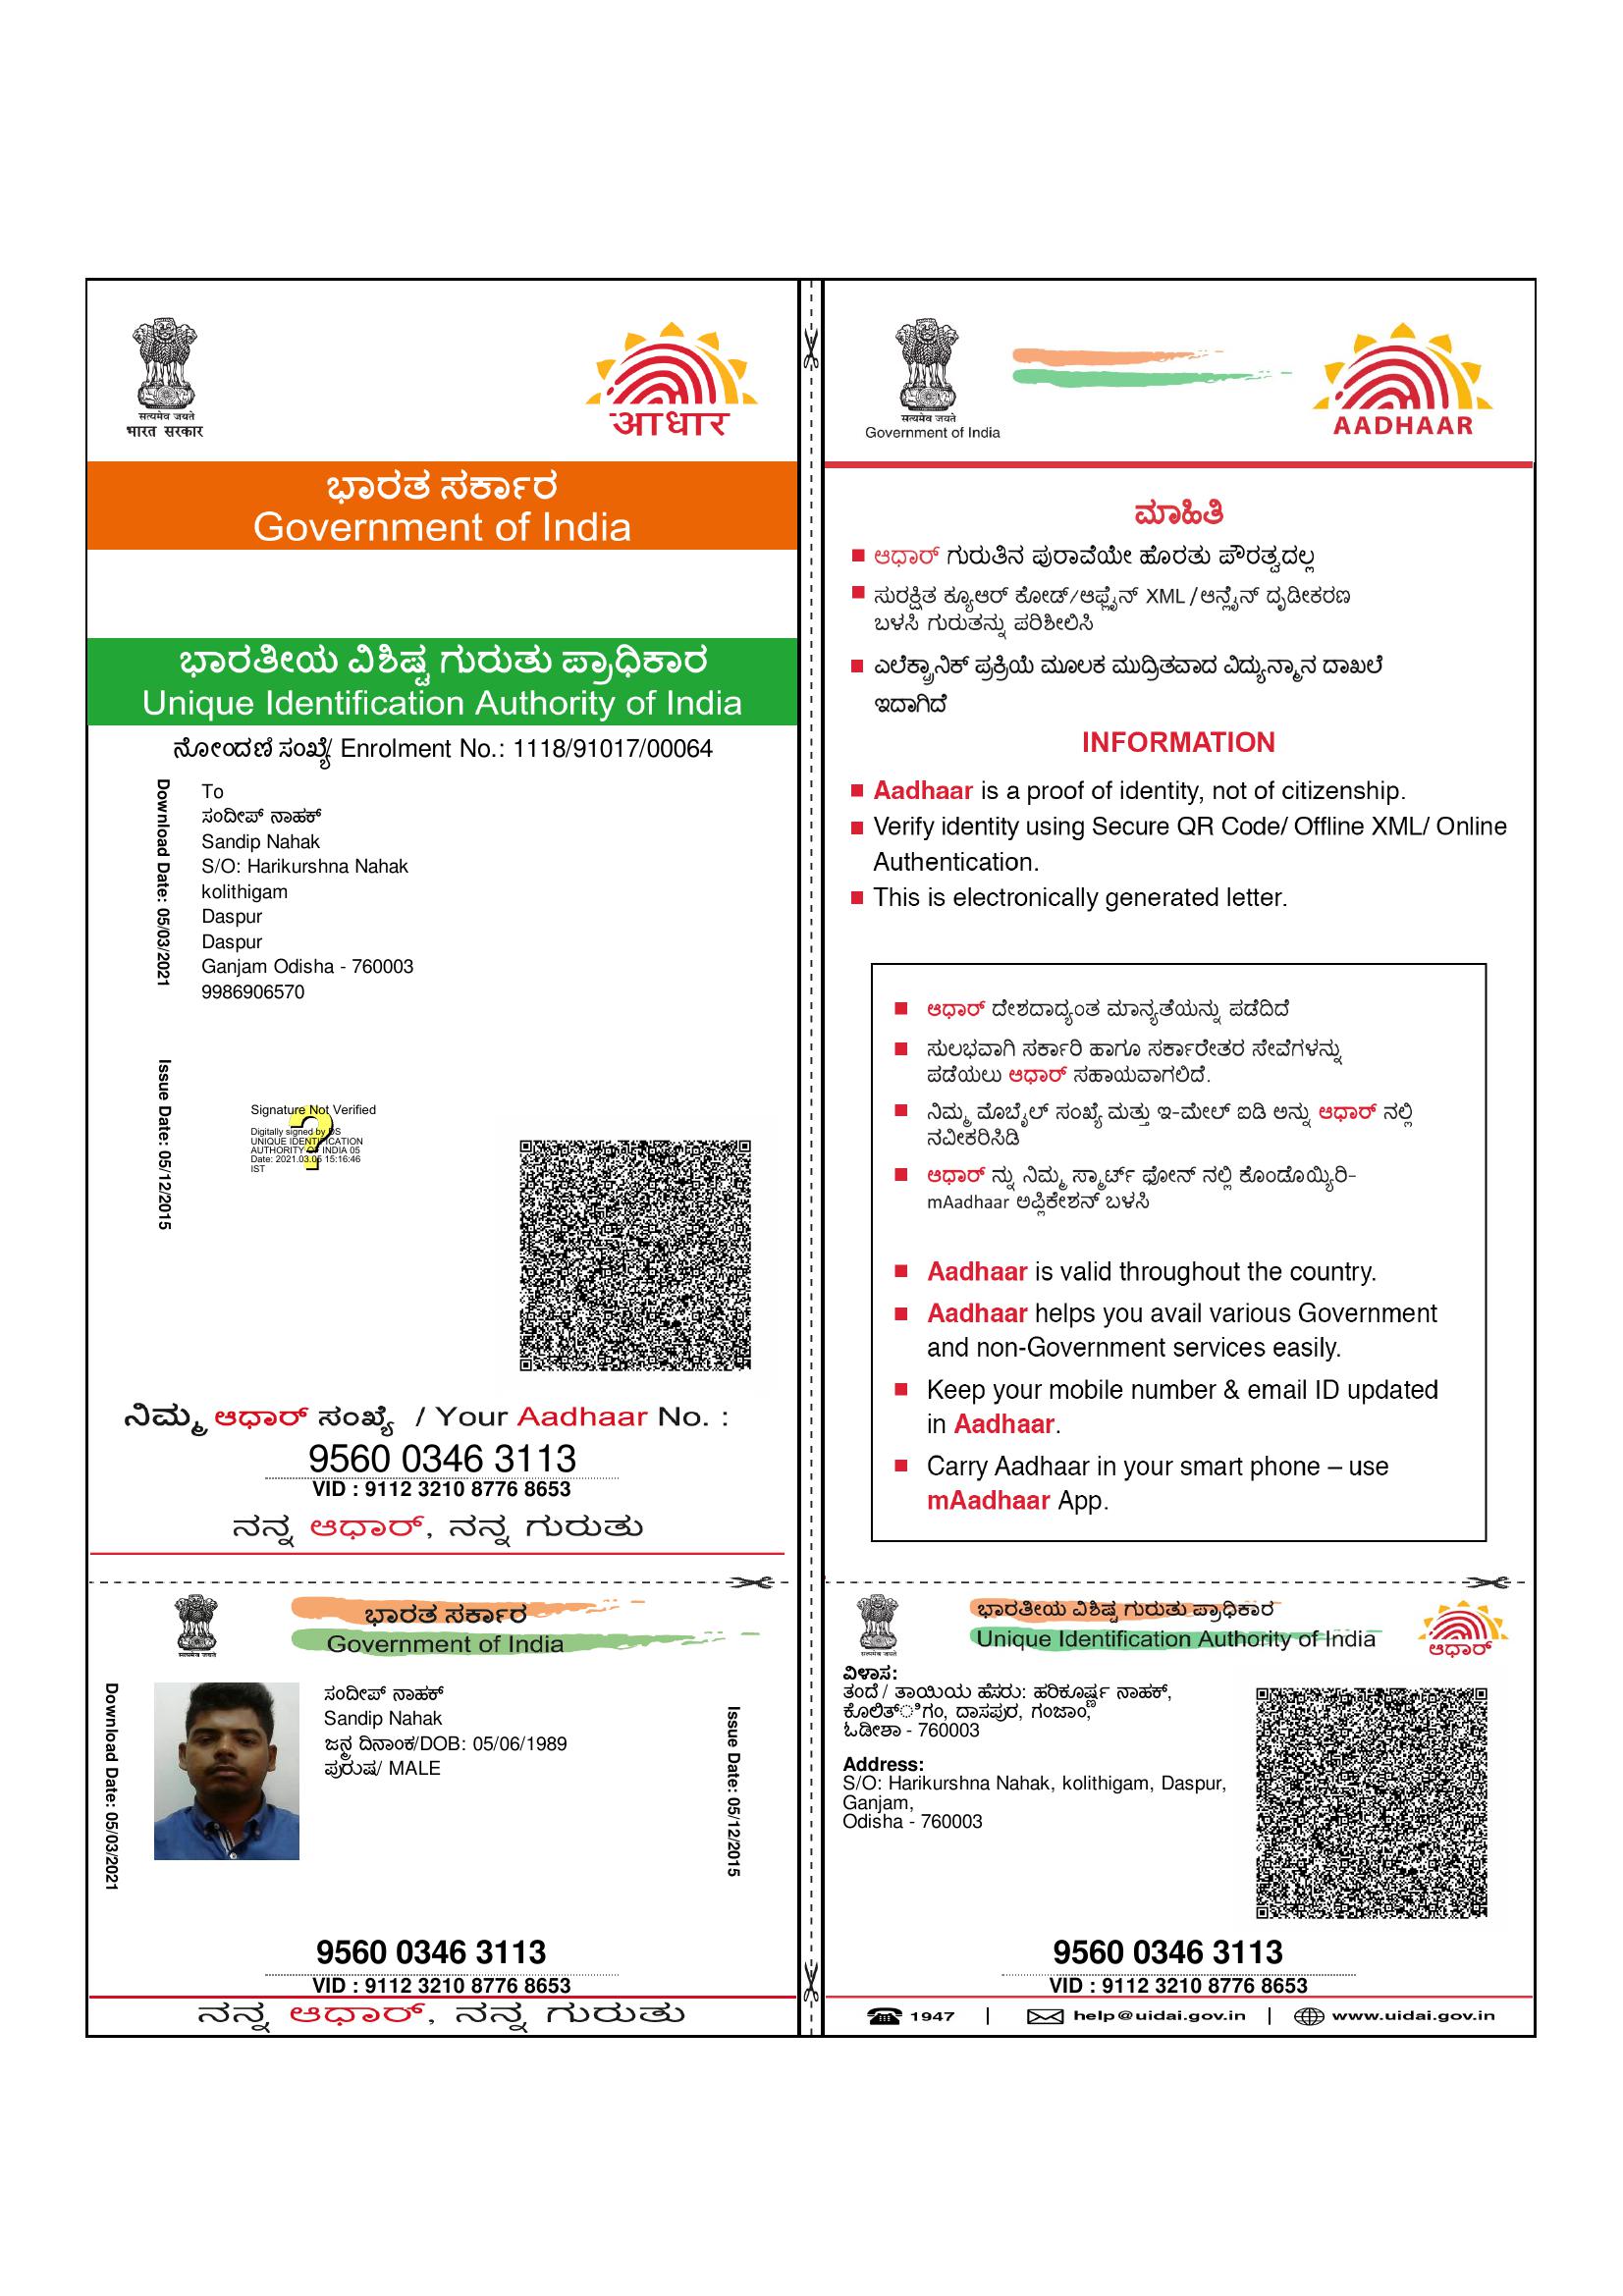 सत्यमेव जयते
भारत सरकार
आधार
ಭಾರತ ಸರ್ಕಾರ
Government of India
ಭಾರತೀಯ ವಿಶಿಷ್ಟ ಗುರುತು ಪ್ರಾಧಿಕಾರ
Unique Identification Authority of India
ನೋಂದಣಿ ಸಂಖ್ಯೆ/ Enrolment No.: 1118/91017/00064
Download Date: 05/03/2021
To
ಸಂದೀಪ್ ನಾಹಕ್
Sandip Nahak
S/O: Harikurshna Nahak
kolithigam
Daspur
Daspur
Ganjam Odisha - 760003
9986906570
Issue Date: 05/12/2015
Signature Not Verified
Digitally signed by DS
UNIQUE IDENTIFICATION
AUTHORITY OF INDIA 05
Date: 2021.03.05 15:16:46
IST
ನಿಮ್ಮ ಆಧಾರ್ ಸಂಖ್ಯೆ / Your Aadhaar No. :
9560 0346 3113
VID : 9112 3210 8776 8653
ನನ್ನ ಆಧಾರ್, ನನ್ನ ಗುರುತು
सत्यमेव जयते
Government of India
AADHAAR
ಮಾಹಿತಿ
ಆಧಾರ್ ಗುರುತಿನ ಪುರಾವೆಯೇ ಹೊರತು ಪೌರತ್ವದಲ್ಲ
ಸುರಕ್ಷಿತ ಕ್ಯೂಆರ್ ಕೋಡ್/ಆಫ್ಲೈನ್ XML /ಆನ್ಲೈನ್ ದೃಡೀಕರಣ
ಬಳಸಿ ಗುರುತನ್ನು ಪರಿಶೀಲಿಸಿ
ಎಲೆಕ್ಟ್ರಾನಿಕ್ ಪ್ರಕ್ರಿಯೆ ಮೂಲಕ ಮುದ್ರಿತವಾದ ವಿದ್ಯುನ್ಮಾನ ದಾಖಲೆ
ಇದಾಗಿದೆ
INFORMATION
Aadhaar is a proof of identity, not of citizenship.
Verify identity using Secure QR Code/ Offline XML/ Online
Authentication.
This is electronically generated letter.
ಆಧಾರ್ ದೇಶದಾದ್ಯಂತ ಮಾನ್ಯತೆಯನ್ನು ಪಡೆದಿದೆ
ಸುಲಭವಾಗಿ ಸರ್ಕಾರಿ ಹಾಗೂ ಸರ್ಕಾರೇತರ ಸೇವೆಗಳನ್ನು
ಪಡೆಯಲು ಆಧಾರ್ ಸಹಾಯವಾಗಲಿದೆ.
ನಿಮ್ಮ ಮೊಬೈಲ್ ಸಂಖ್ಯೆ ಮತ್ತು ಇ-ಮೇಲ್ ಐಡಿ ಅನ್ನು ಆಧಾರ್ ನಲ್ಲಿ
ನವೀಕರಿಸಿಡಿ
ಆಧಾರ್ ನ್ನು ನಿಮ್ಮ ಸ್ಮಾರ್ಟ್ ಫೋನ್ ನಲ್ಲಿ ಕೊಂಡೊಯ್ಯಿರಿ-
mAadhaar ಅಪ್ಲಿಕೇಶನ್ ಬಳಸಿ
Aadhaar is valid throughout the country.
Aadhaar helps you avail various Government
and non-Government services easily.
Keep your mobile number & email ID updated
in Aadhaar.
Carry Aadhaar in your smart phone – use
mAadhaar App.
सत्यमेव जयते
ಭಾರತ ಸರ್ಕಾರ
Government of India
Download Date: 05/03/2021
ಸಂದೀಪ್ ನಾಹಕ್
Sandip Nahak
ಜನ್ಮ ದಿನಾಂಕ/DOB: 05/06/1989
ಪುರುಷ/ MALE
Issue Date: 05/12/2015
9560 0346 3113
VID : 9112 3210 8776 8653
ನನ್ನ ಆಧಾರ್, ನನ್ನ ಗುರುತು
सत्यमेव जयते
ಭಾರತೀಯ ವಿಶಿಷ್ಟ ಗುರುತು ಪ್ರಾಧಿಕಾರ
Unique Identification Authority of India
ಆಧಾರ್
ವಿಳಾಸ:
ತಂದೆ / ತಾಯಿಯ ಹೆಸರು: ಹರಿಕೂರ್ಷ್ಣ ನಾಹಕ್,
ಕೊಲಿತ್ಿಗಂ, ದಾಸಪುರ, ಗಂಜಾಂ,
ಓಡೀಶಾ - 760003
Address:
S/O: Harikurshna Nahak, kolithigam, Daspur,
Ganjam,
Odisha - 760003
9560 0346 3113
VID : 9112 3210 8776 8653
1947 | help@uidai.gov.in | www.uidai.gov.in